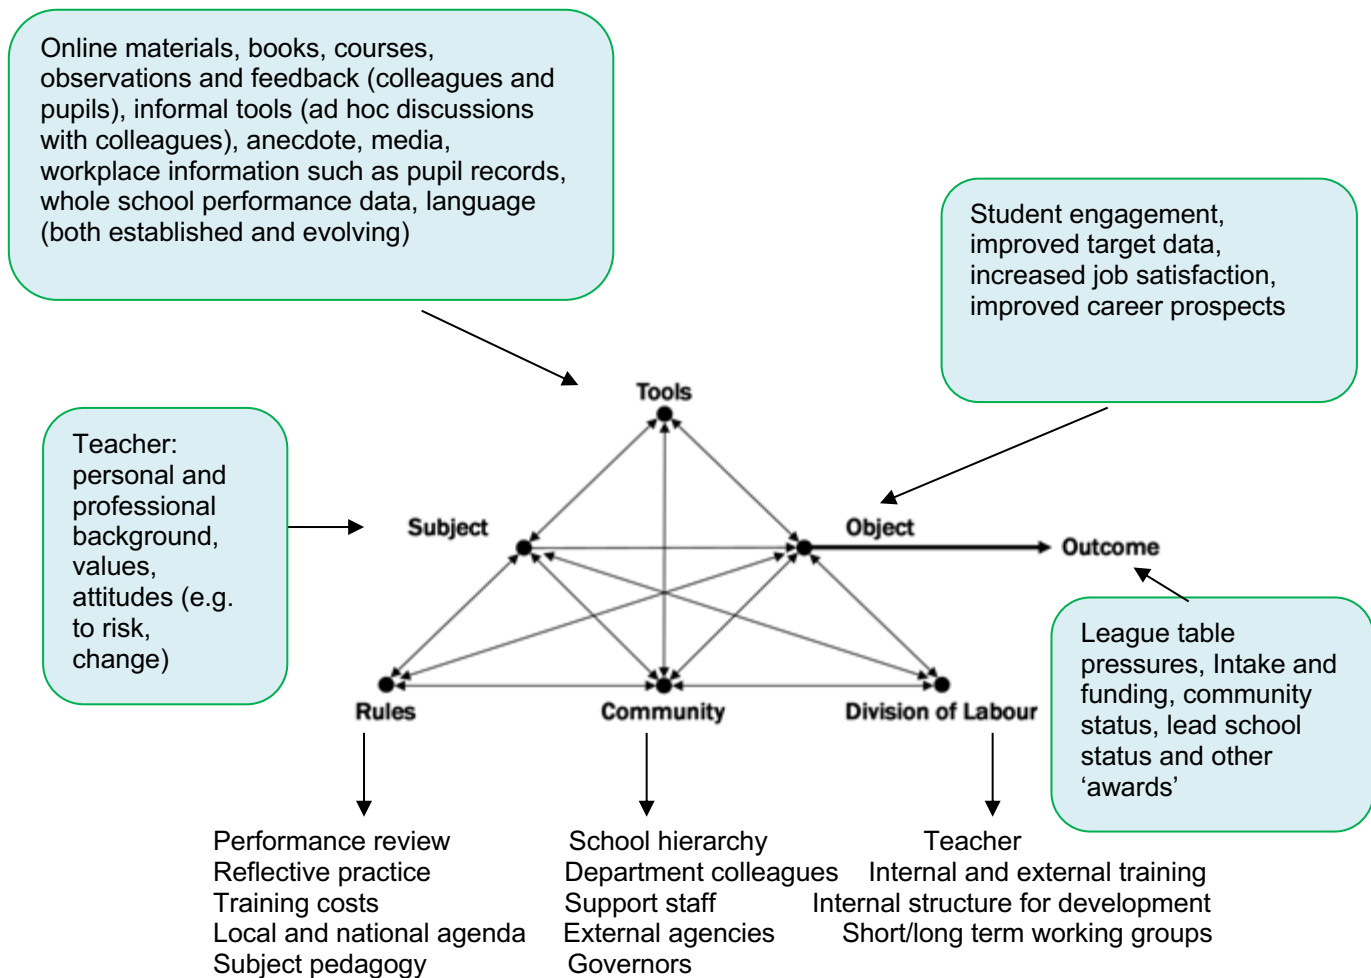 Online materials, books, courses,
observations and feedback (colleagues and
pupils), informal tools (ad hoc discussions
with colleagues), anecdote, media,
workplace information such as pupil records,
whole school performance data, language
(both established and evolving)
Student engagement,
improved target data,
increased job satisfaction,
improved career prospects
Tools
Teacher:
personal and
professional
background,
values,
attitudes (e.g.
to risk,
change)
Subject
Object
Outcome
League table
pressures, Intake and
funding, community
status, lead school
status and other
‘awards’
Rules
Community
Division of Labour
Performance review
Reflective practice
Training costs
Local and national agenda
Subject pedagogy
School hierarchy
Department colleagues
Support staff
External agencies
Governors
Teacher
Internal and external training
Internal structure for development
Short/long term working groups